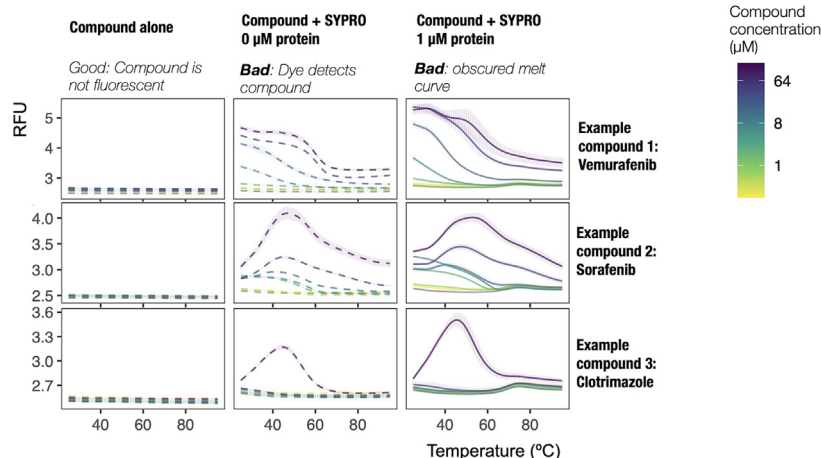 Compound alone
Good: Compound is
not fluorescent
Compound + SYPRO
0 µM protein
Bad: Dye detects
compound
Compound + SYPRO
1 µM protein
Bad: obscured melt
curve
Compound
concentration
(µM)
64
8
1
RFU
5
4
3
Example
compound 1:
Vemurafenib
4.0
3.5
3.0
2.5
Example
compound 2:
Sorafenib
3.6
3.3
3.0
2.7
Example
compound 3:
Clotrimazole
40 60 80
40 60 80
40 60 80
Temperature (ºC)